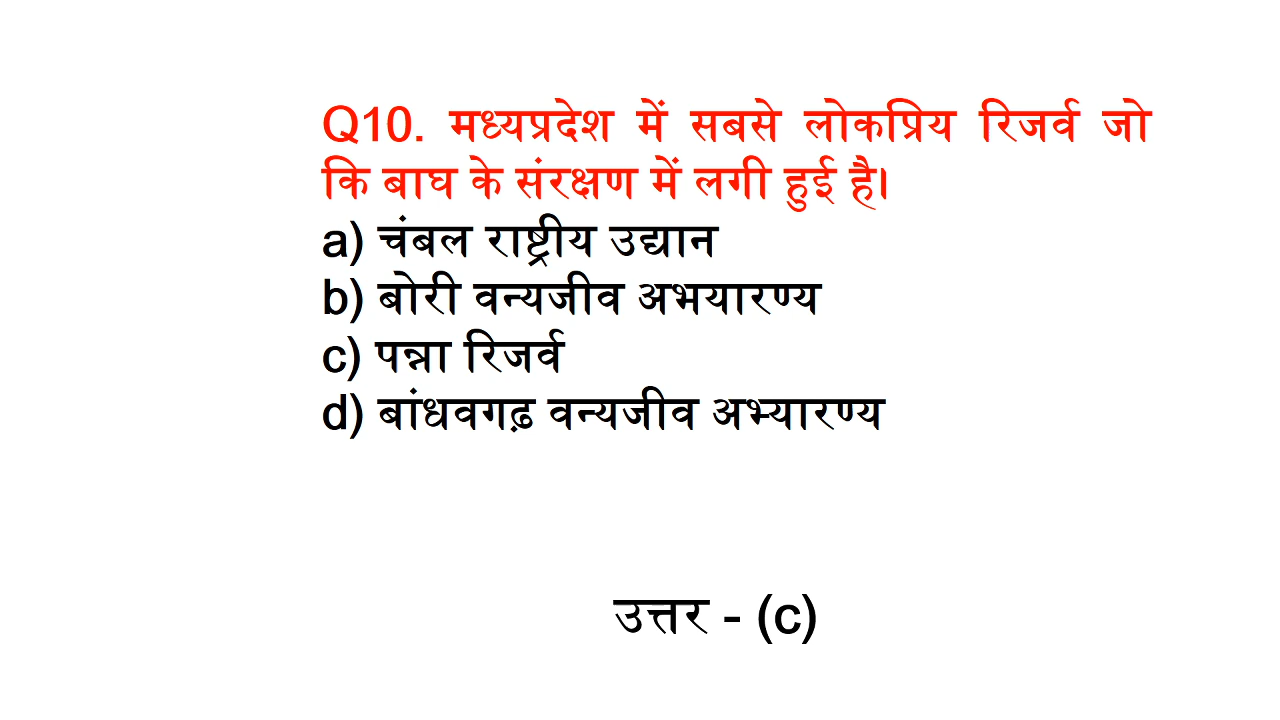 Q10. मध्यप्रदेश में सबसे लोकप्रिय रिजर्व जो
कि बाघ के संरक्षण में लगी हुई है।
a) चंबल राष्ट्रीय उद्यान
b) बोरी वन्यजीव अभयारण्य
c) पन्ना रिजर्व
d) बांधवगढ़ वन्यजीव अभ्यारण्य
उत्तर - (c)